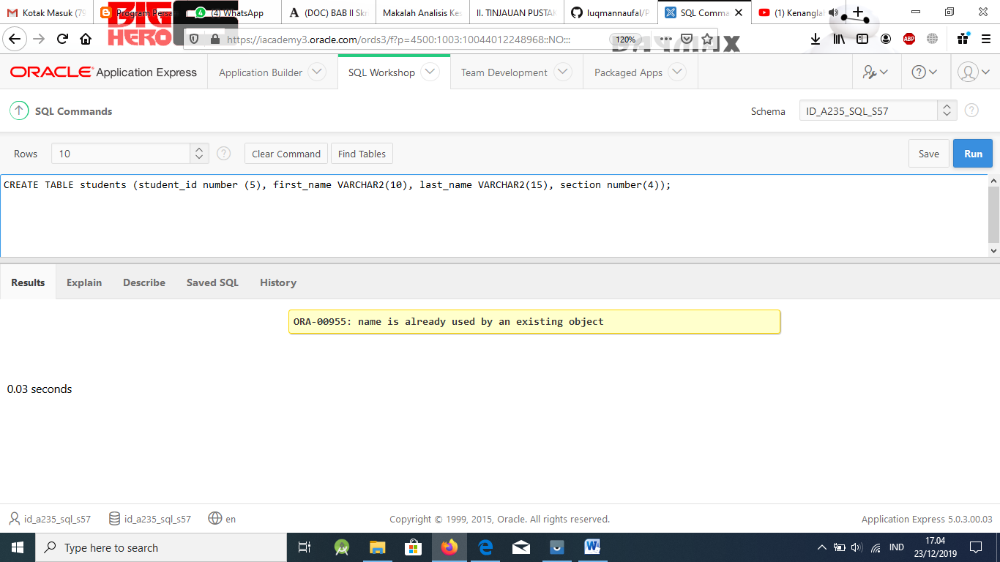 Kotak Masuk (79
Program Persa
(4) WhatsApp
(DOC) BAB II Skr
Makalah Analisis Kes
II. TINJAUAN PUSTAK
luqmannaufal/P
SQL Comma
(1) Kenangla
BIG HERO
https://iacademy3.oracle.com/ords3/f?p=4500:1003:10044012248968::NO:::
120%
BAYMAX
ABP
ORACLE Application Express
Application Builder
SQL Workshop
Team Development
Packaged Apps
SQL Commands
Schema
ID_A235_SQL_S57
Rows
10
Clear Command
Find Tables
Save
Run
CREATE TABLE students (student_id number (5), first_name VARCHAR2(10), last_name VARCHAR2(15), section number(4));
Results
Explain
Describe
Saved SQL
History
ORA-00955: name is already used by an existing object
0.03 seconds
id_a235_sql_s57
id_a235_sql_s57
en
Copyright © 1999, 2015, Oracle. All rights reserved.
Application Express 5.0.3.00.03
Type here to search
IND
17.04
23/12/2019